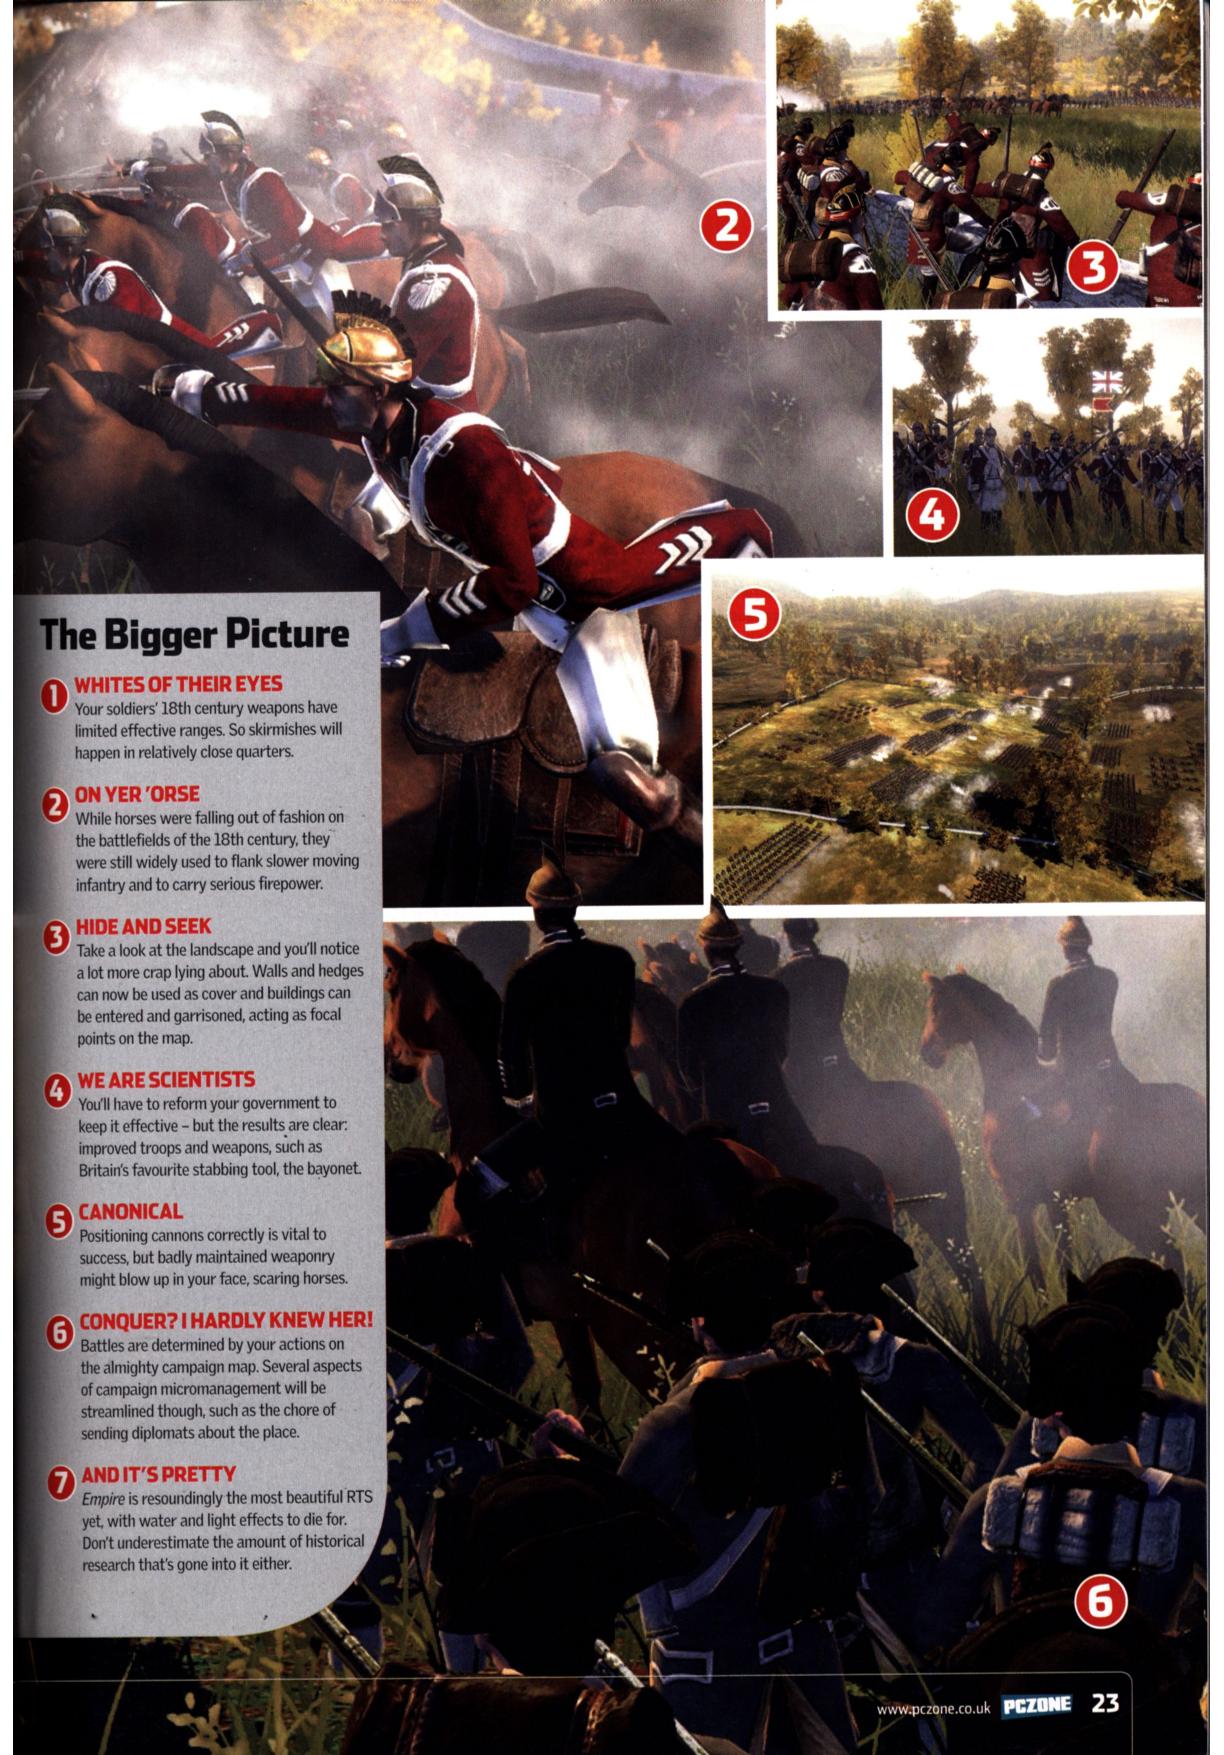 2
3
4
5
The Bigger Picture
1 WHITES OF THEIR EYES
Your soldiers' 18th century weapons have
limited effective ranges. So skirmishes will
happen in relatively close quarters.
2 ON YER 'ORSE
While horses were falling out of fashion on
the battlefields of the 18th century, they
were still widely used to flank slower moving
infantry and to carry serious firepower.
3 HIDE AND SEEK
Take a look at the landscape and you'll notice
a lot more crap lying about. Walls and hedges
can now be used as cover and buildings can
be entered and garrisoned, acting as focal
points on the map.
4 WE ARE SCIENTISTS
You'll have to reform your government to
keep it effective – but the results are clear:
improved troops and weapons, such as
Britain's favourite stabbing tool, the bayonet.
5 CANONICAL
Positioning cannons correctly is vital to
success, but badly maintained weaponry
might blow up in your face, scaring horses.
6 CONQUER? I HARDLY KNEW HER!
Battles are determined by your actions on
the almighty campaign map. Several aspects
of campaign micromanagement will be
streamlined though, such as the chore of
sending diplomats about the place.
7 AND IT'S PRETTY
Empire is resoundingly the most beautiful RTS
yet, with water and light effects to die for.
Don't underestimate the amount of historical
research that's gone into it either.
6
www.pczone.co.uk PCZONE 23